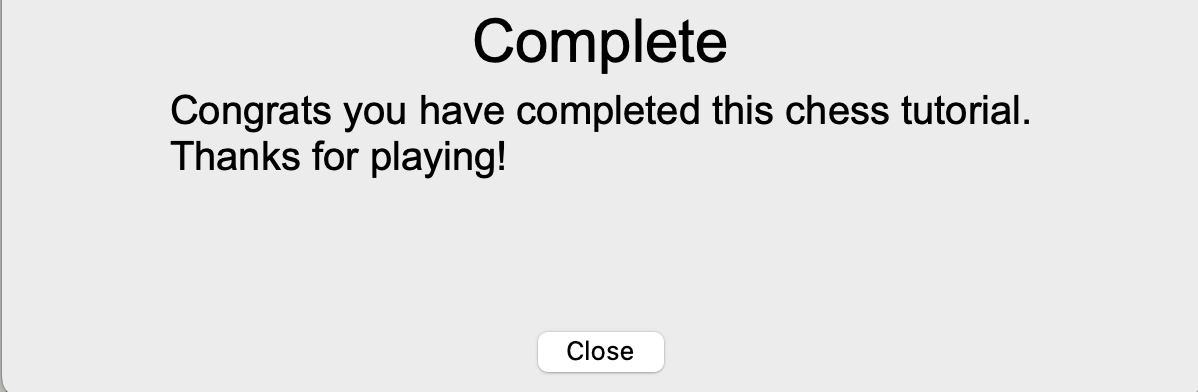 Complete
Congrats you have completed this chess tutorial.
Thanks for playing!
Close